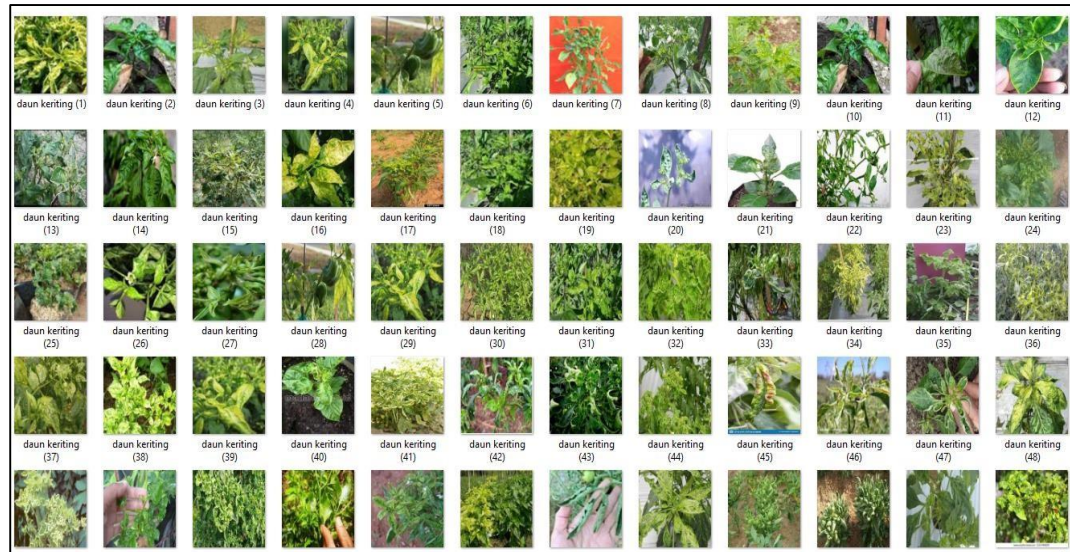 daun keriting (1) daun keriting (2) daun keriting (3) daun keriting (4) daun keriting (5) daun keriting (6) daun keriting (7) daun keriting (8) daun keriting (9) daun keriting daun keriting daun keriting
(10) (11) (12)
daun keriting daun keriting daun keriting daun keriting daun keriting daun keriting daun keriting daun keriting daun keriting daun keriting daun keriting daun keriting
(13) (14) (15) (16) (17) (18) (19) (20) (21) (22) (23) (24)
daun keriting daun keriting daun keriting daun keriting daun keriting daun keriting daun keriting daun keriting daun keriting daun keriting daun keriting daun keriting
(25) (26) (27) (28) (29) (30) (31) (32) (33) (34) (35) (36)
daun keriting daun keriting daun keriting daun keriting daun keriting daun keriting daun keriting daun keriting daun keriting daun keriting daun keriting daun keriting
(37) (38) (39) (40) (41) (42) (43) (44) (45) (46) (47) (48)